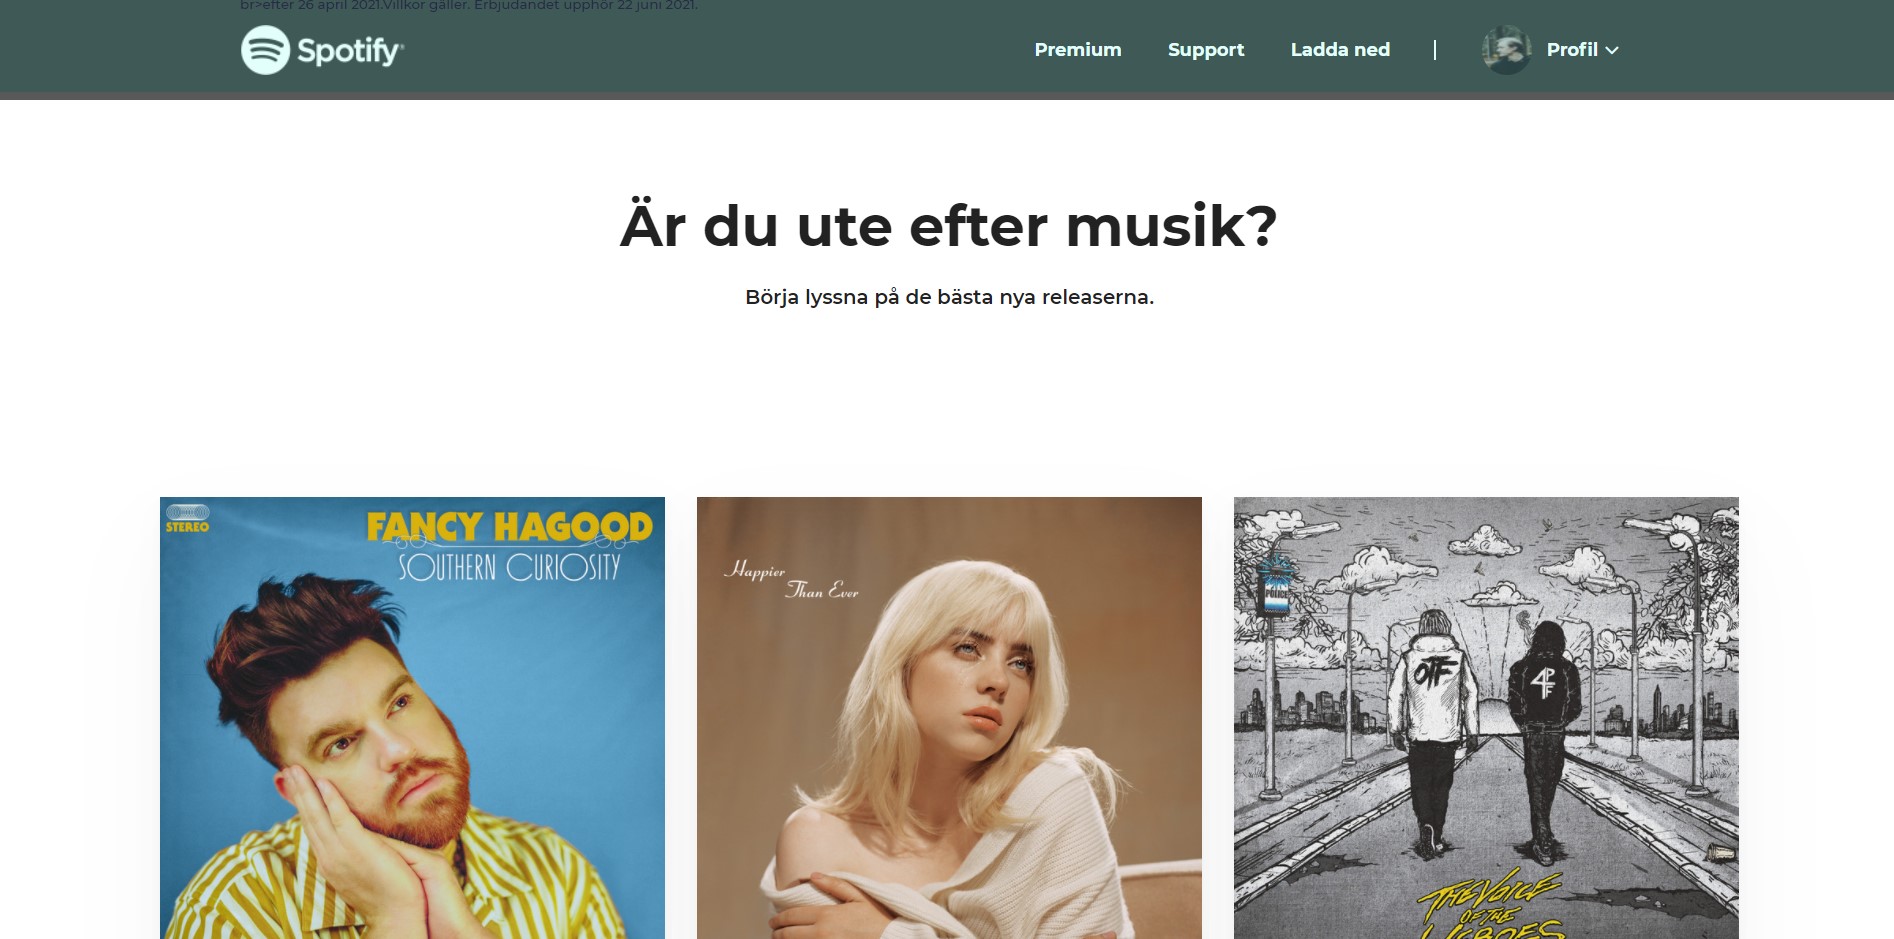 br>efter 26 april 2021.Villkor gäller. Erbjudandet upphör 22 juni 2021.
Spotify
Premium Support Ladda ned | Profil
Är du ute efter musik?
Börja lyssna på de bästa nya releaserna.
STEREO
FANCY HAGOOD
SOUTHERN CURIOSITY
Happier
Than Ever
POLICE
OTF
4PF
THE VOICE
OF THE
HEROES